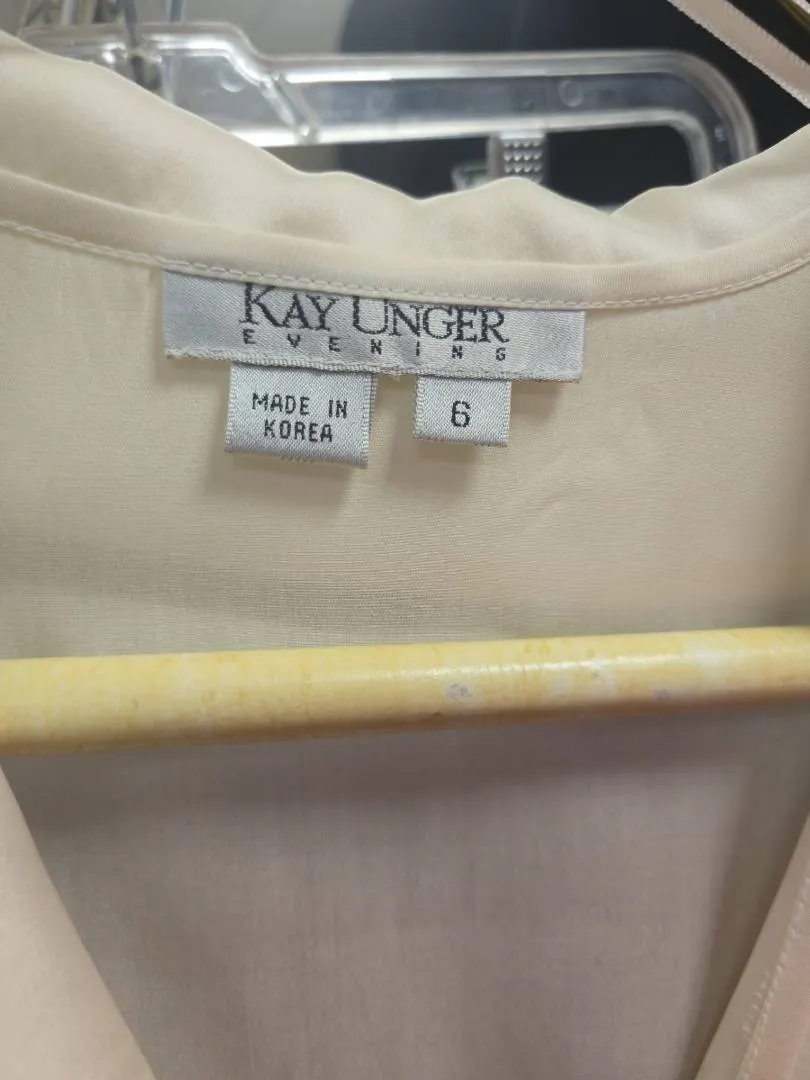 KAY UNGER
EVENING
MADE IN
KOREA
6